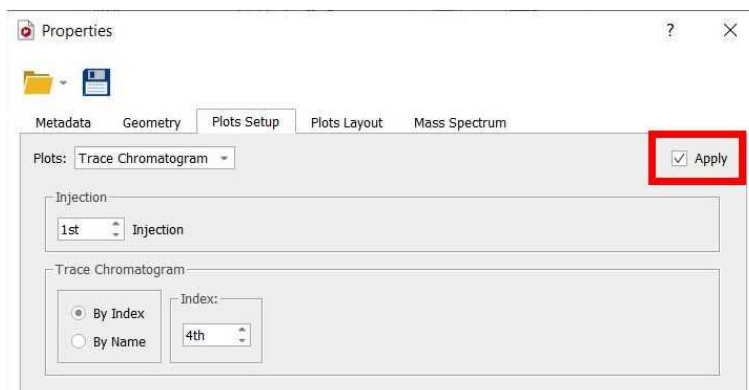 Properties ?
Metadata Geometry Plots Setup Plots Layout Mass Spectrum
Plots: Trace Chromatogram Apply
Injection
1st Injection
Trace Chromatogram
By Index
By Name
Index:
4th